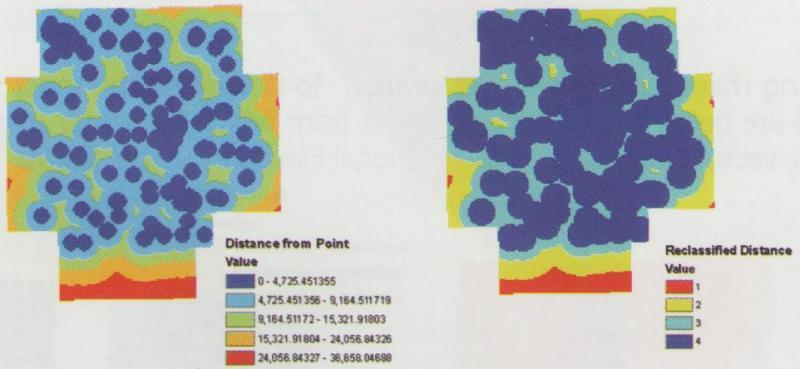 Distance from Point
Value
0 - 4,725.451355
4,725.451356 - 9,164.511719
9,164.51172 - 15,321.91803
15,321.91804 - 24,056.84326
24,056.84327 - 36,658.04688
Reclassified Distance
Value
1
2
3
4